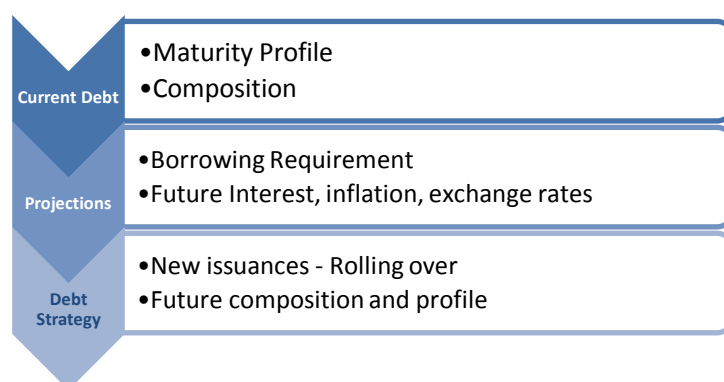 Current Debt
•Maturity Profile
•Composition
Projections
•Borrowing Requirement
•Future Interest, inflation, exchange rates
Debt
Strategy
•New issuances - Rolling over
•Future composition and profile